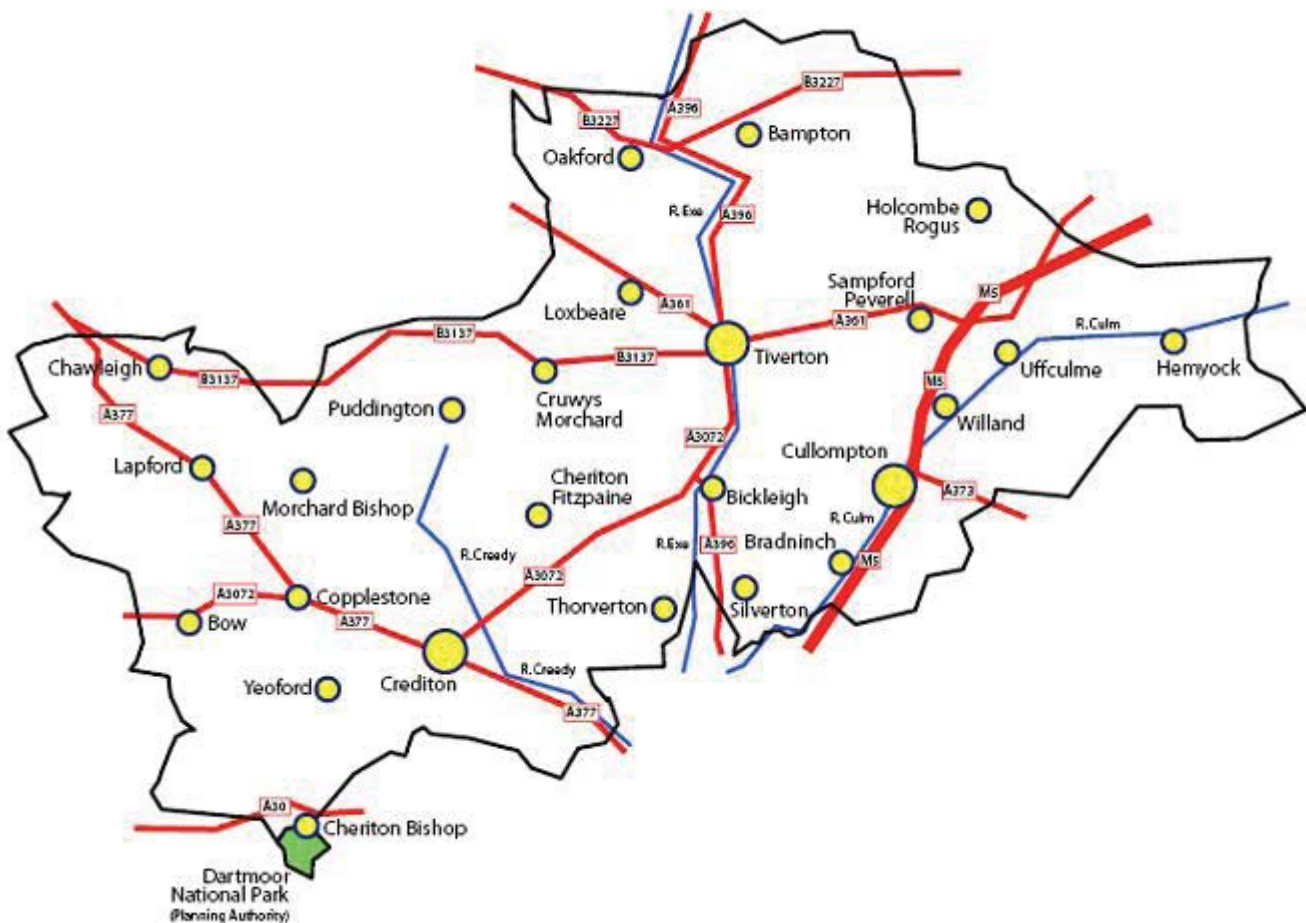 B3227
A396
B3227
Bampton
Oakford
R.Exe
A396
Holcombe
Rogus
Sampford
Peverell
M5
A361
Loxbeare
A361
R.Culm
B3137
B3137
Tiverton
Uffculme
Hemyock
Chawleigh
B3137
M5
Cruwys
Morchard
Puddington
A377
Willand
A3072
Cullompton
Lapford
Cheriton
Fitzpaine
Morchard Bishop
Bickleigh
A373
R.Culm
A377
R.Exe
A396
Bradninch
R.Creedy
M5
A3072
A3072
Copplestone
Thorverton
Silverton
Bow
A377
R.Creedy
Yeoford
Crediton
A377
A30
Cheriton Bishop
Dartmoor
National Park
(Planning Authority)